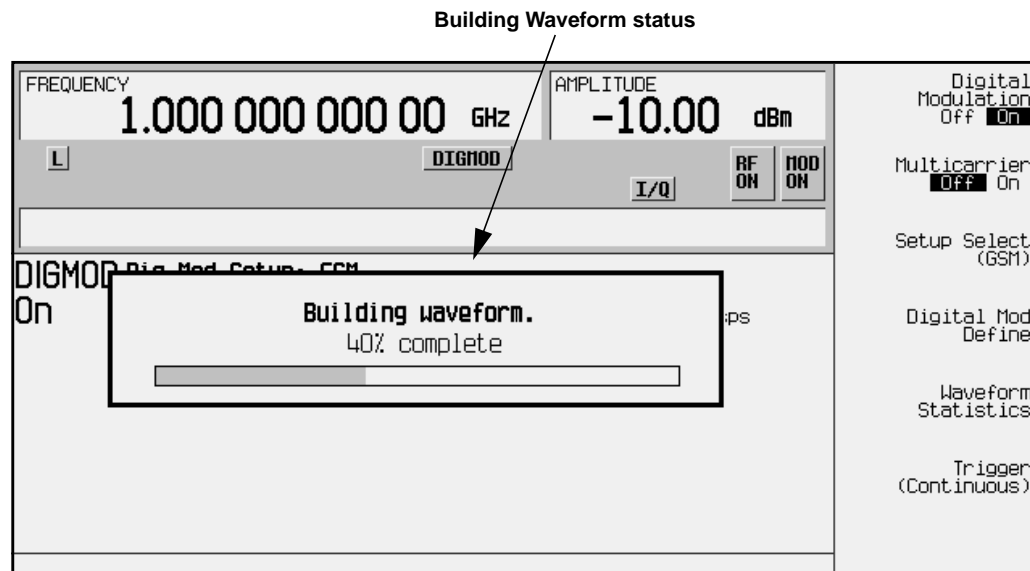 Building Waveform status
FREQUENCY
1.000 000 000 00 GHz
AMPLITUDE
-10.00 dBm
L
DIGMOD
I/Q
RF ON
MOD ON
DIGMOD
On
Building waveform.
40% complete
Digital
Modulation
Off On
Multicarrier
Off On
Setup Select
(GSM)
Digital Mod
Define
Waveform
Statistics
Trigger
(Continuous)